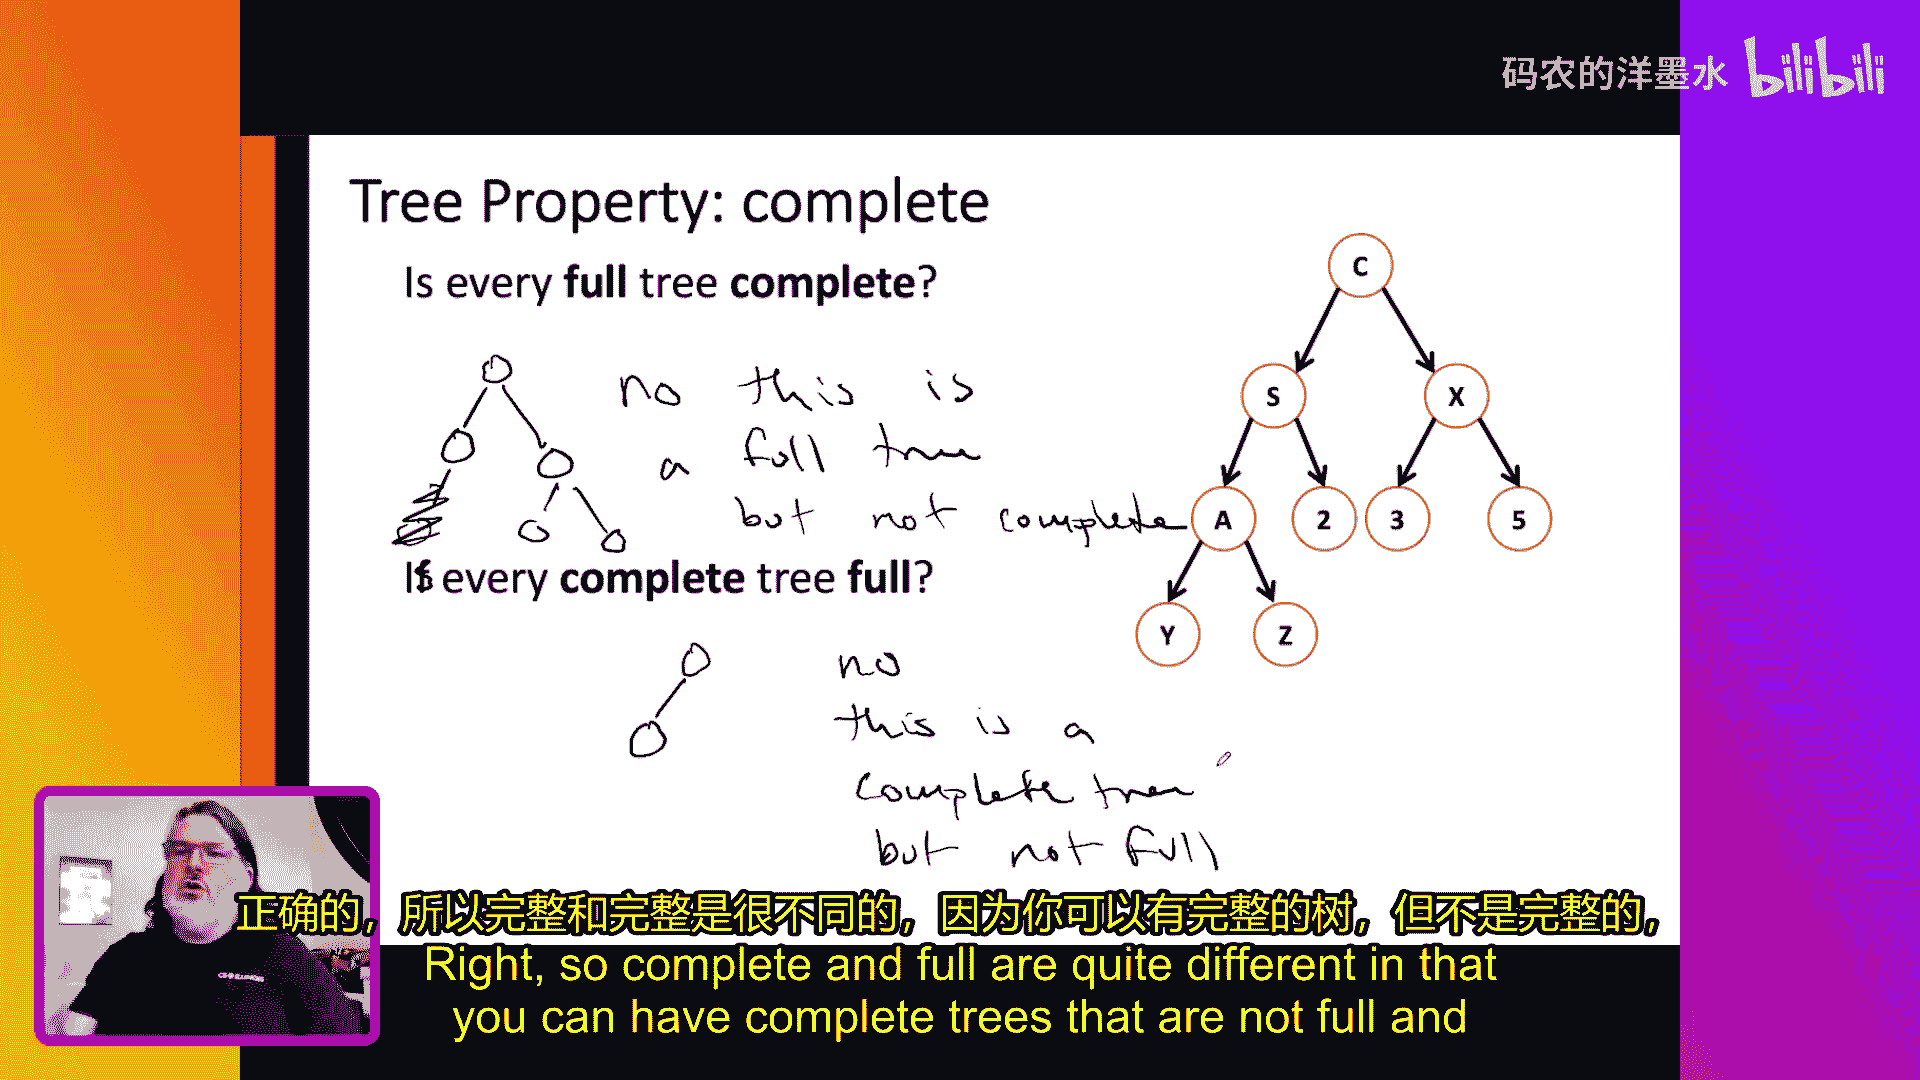 码农的洋墨水 bilibili
Tree Property: complete
Is every full tree complete?
no this is
a full tree
but not complete
Is every complete tree full?
no
this is a
complete tree
but not full
C
S X
A 2 3 5
Y Z
正确的，所以完整和完整是很不同的，因为你可以有完整的树，但不是完整的，
Right, so complete and full are quite different in that
you can have complete trees that are not full and